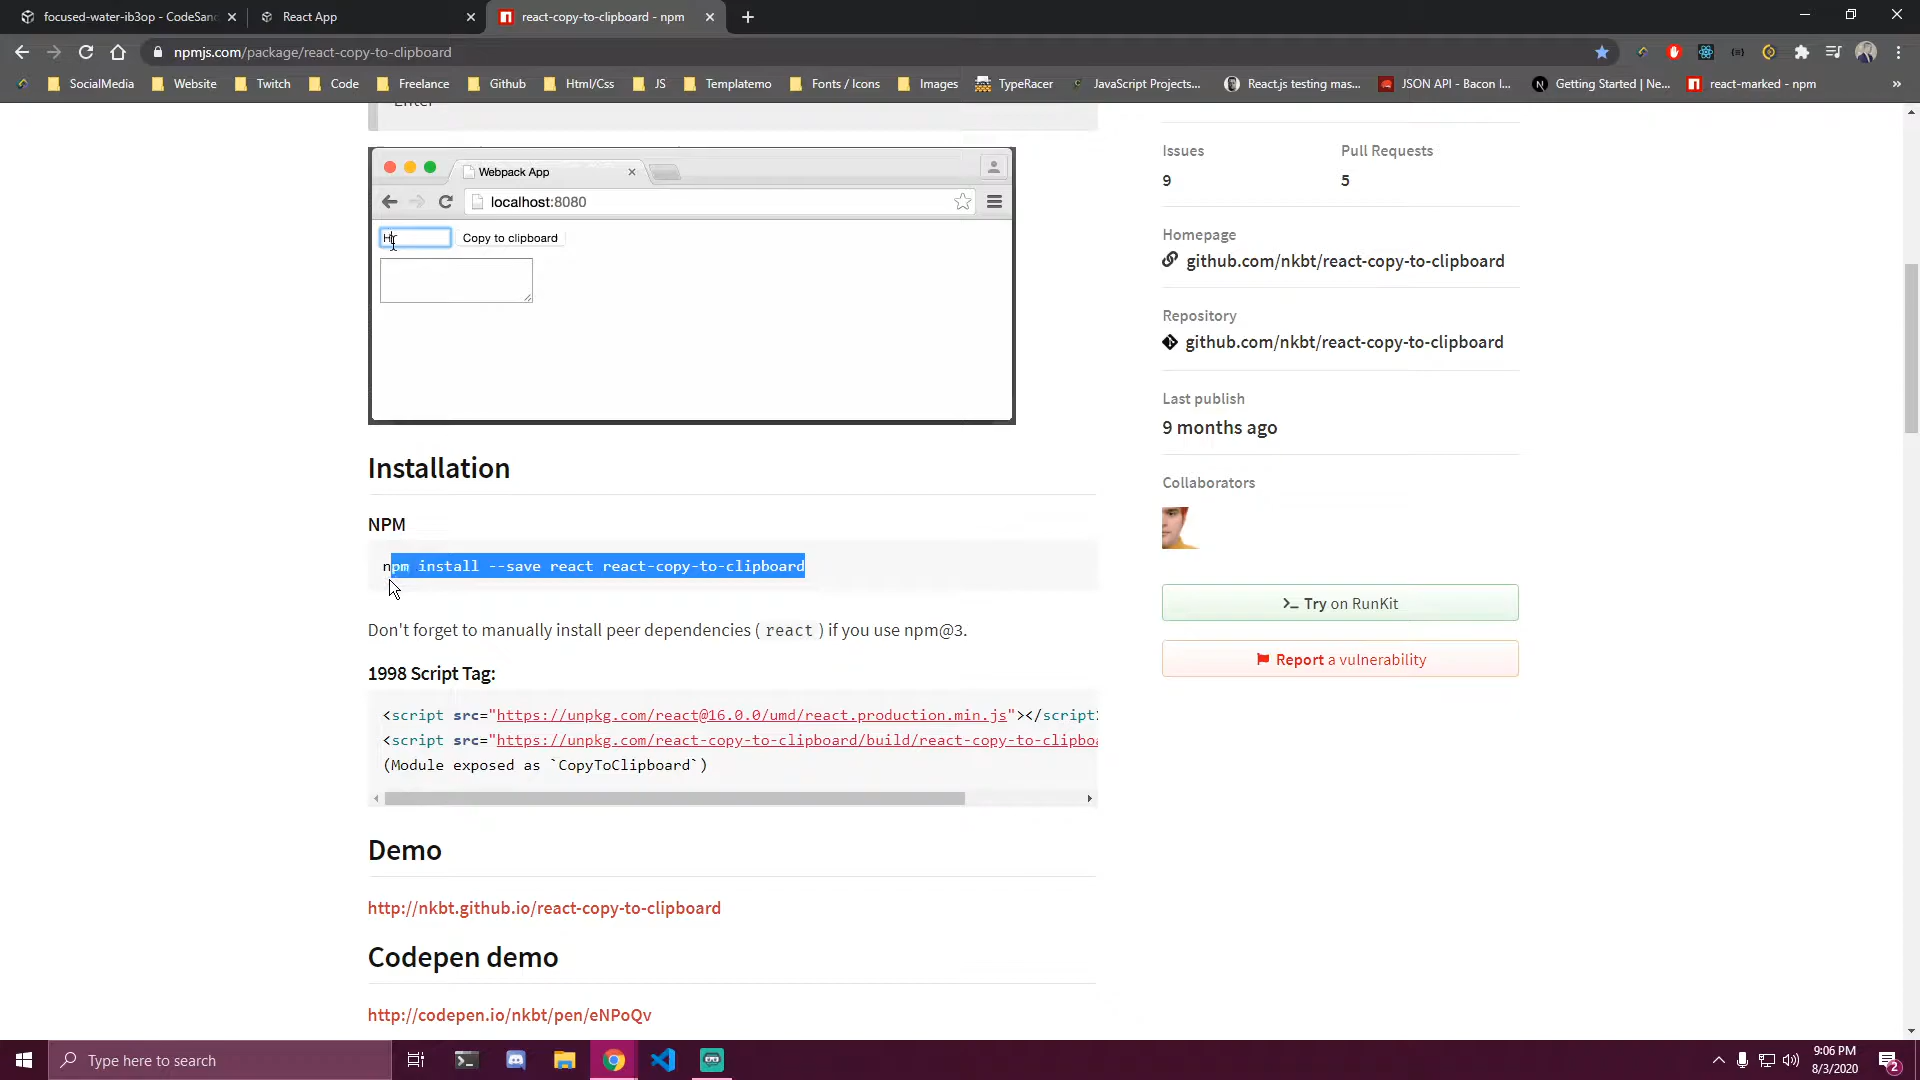 focused-water-ib3op - CodeSand
React App
react-copy-to-clipboard - npm
npmjs.com/package/react-copy-to-clipboard
SocialMedia
Website
Twitch
Code
Freelance
Github
Html/Css
JS
Templatemo
Fonts / Icons
Images
TypeRacer
JavaScript Projects...
React.js testing mas...
JSON API - Bacon I...
Getting Started | Ne...
react-marked - npm
»
Enter
Webpack App
localhost:8080
Copy to clipboard
Installation
NPM
npm install --save react react-copy-to-clipboard
Don't forget to manually install peer dependencies ( react ) if you use npm@3.
1998 Script Tag:
<script src="https://unpkg.com/react@16.0.0/umd/react.production.min.js"></script>
<script src="https://unpkg.com/react-copy-to-clipboard/build/react-copy-to-clipboa
(Module exposed as `CopyToClipboard`)
Demo
http://nkbt.github.io/react-copy-to-clipboard
Codepen demo
http://codepen.io/nkbt/pen/eNPoQv
Issues
Pull Requests
9
5
Homepage
github.com/nkbt/react-copy-to-clipboard
Repository
github.com/nkbt/react-copy-to-clipboard
Last publish
9 months ago
Collaborators
>_ Try on RunKit
Report a vulnerability
Type here to search
9:06 PM
8/3/2020
2